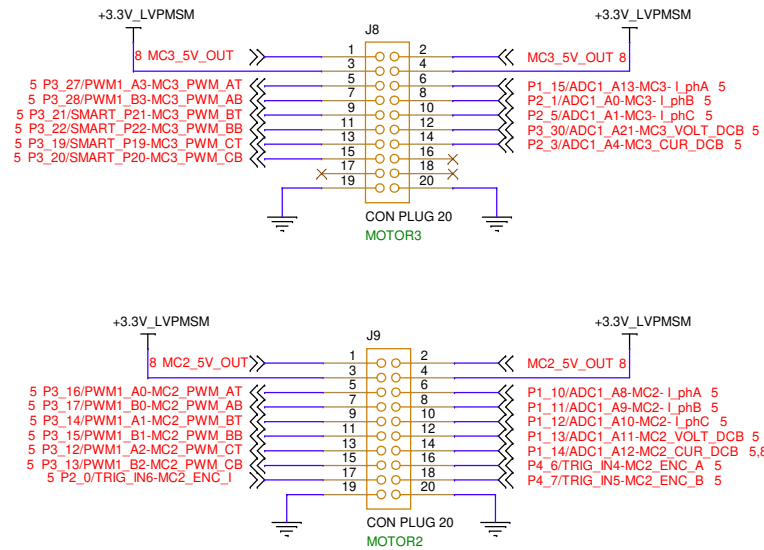 +3.3V_LVPMSM
+3.3V_LVPMSM
J8
8 MC3_5V_OUT
1
2
MC3_5V_OUT 8
3
4
5 P3_27/PWM1_A3-MC3_PWM_AT
5
6
P1_15/ADC1_A13-MC3- I_phA 5
5 P3_28/PWM1_B3-MC3_PWM_AB
7
8
P2_1/ADC1_A0-MC3- I_phB 5
5 P3_21/SMART_P21-MC3_PWM_BT
9
10
P2_5/ADC1_A1-MC3- I_phC 5
5 P3_22/SMART_P22-MC3_PWM_BB
11
12
P3_30/ADC1_A21-MC3_VOLT_DCB 5
5 P3_19/SMART_P19-MC3_PWM_CT
13
14
P2_3/ADC1_A4-MC3_CUR_DCB 5
5 P3_20/SMART_P20-MC3_PWM_CB
15
16
17
18
19
20
CON PLUG 20
MOTOR3
+3.3V_LVPMSM
+3.3V_LVPMSM
J9
8 MC2_5V_OUT
1
2
MC2_5V_OUT 8
3
4
5 P3_16/PWM1_A0-MC2_PWM_AT
5
6
P1_10/ADC1_A8-MC2- I_phA 5
5 P3_17/PWM1_B0-MC2_PWM_AB
7
8
P1_11/ADC1_A9-MC2- I_phB 5
5 P3_14/PWM1_A1-MC2_PWM_BT
9
10
P1_12/ADC1_A10-MC2- I_phC 5
5 P3_15/PWM1_B1-MC2_PWM_BB
11
12
P1_13/ADC1_A11-MC2_VOLT_DCB 5
5 P3_12/PWM1_A2-MC2_PWM_CT
13
14
P1_14/ADC1_A12-MC2_CUR_DCB 5,8
5 P3_13/PWM1_B2-MC2_PWM_CB
15
16
P4_6/TRIG_IN4-MC2_ENC_A 5
5 P2_0/TRIG_IN6-MC2_ENC_I
17
18
P4_7/TRIG_IN5-MC2_ENC_B 5
19
20
CON PLUG 20
MOTOR2